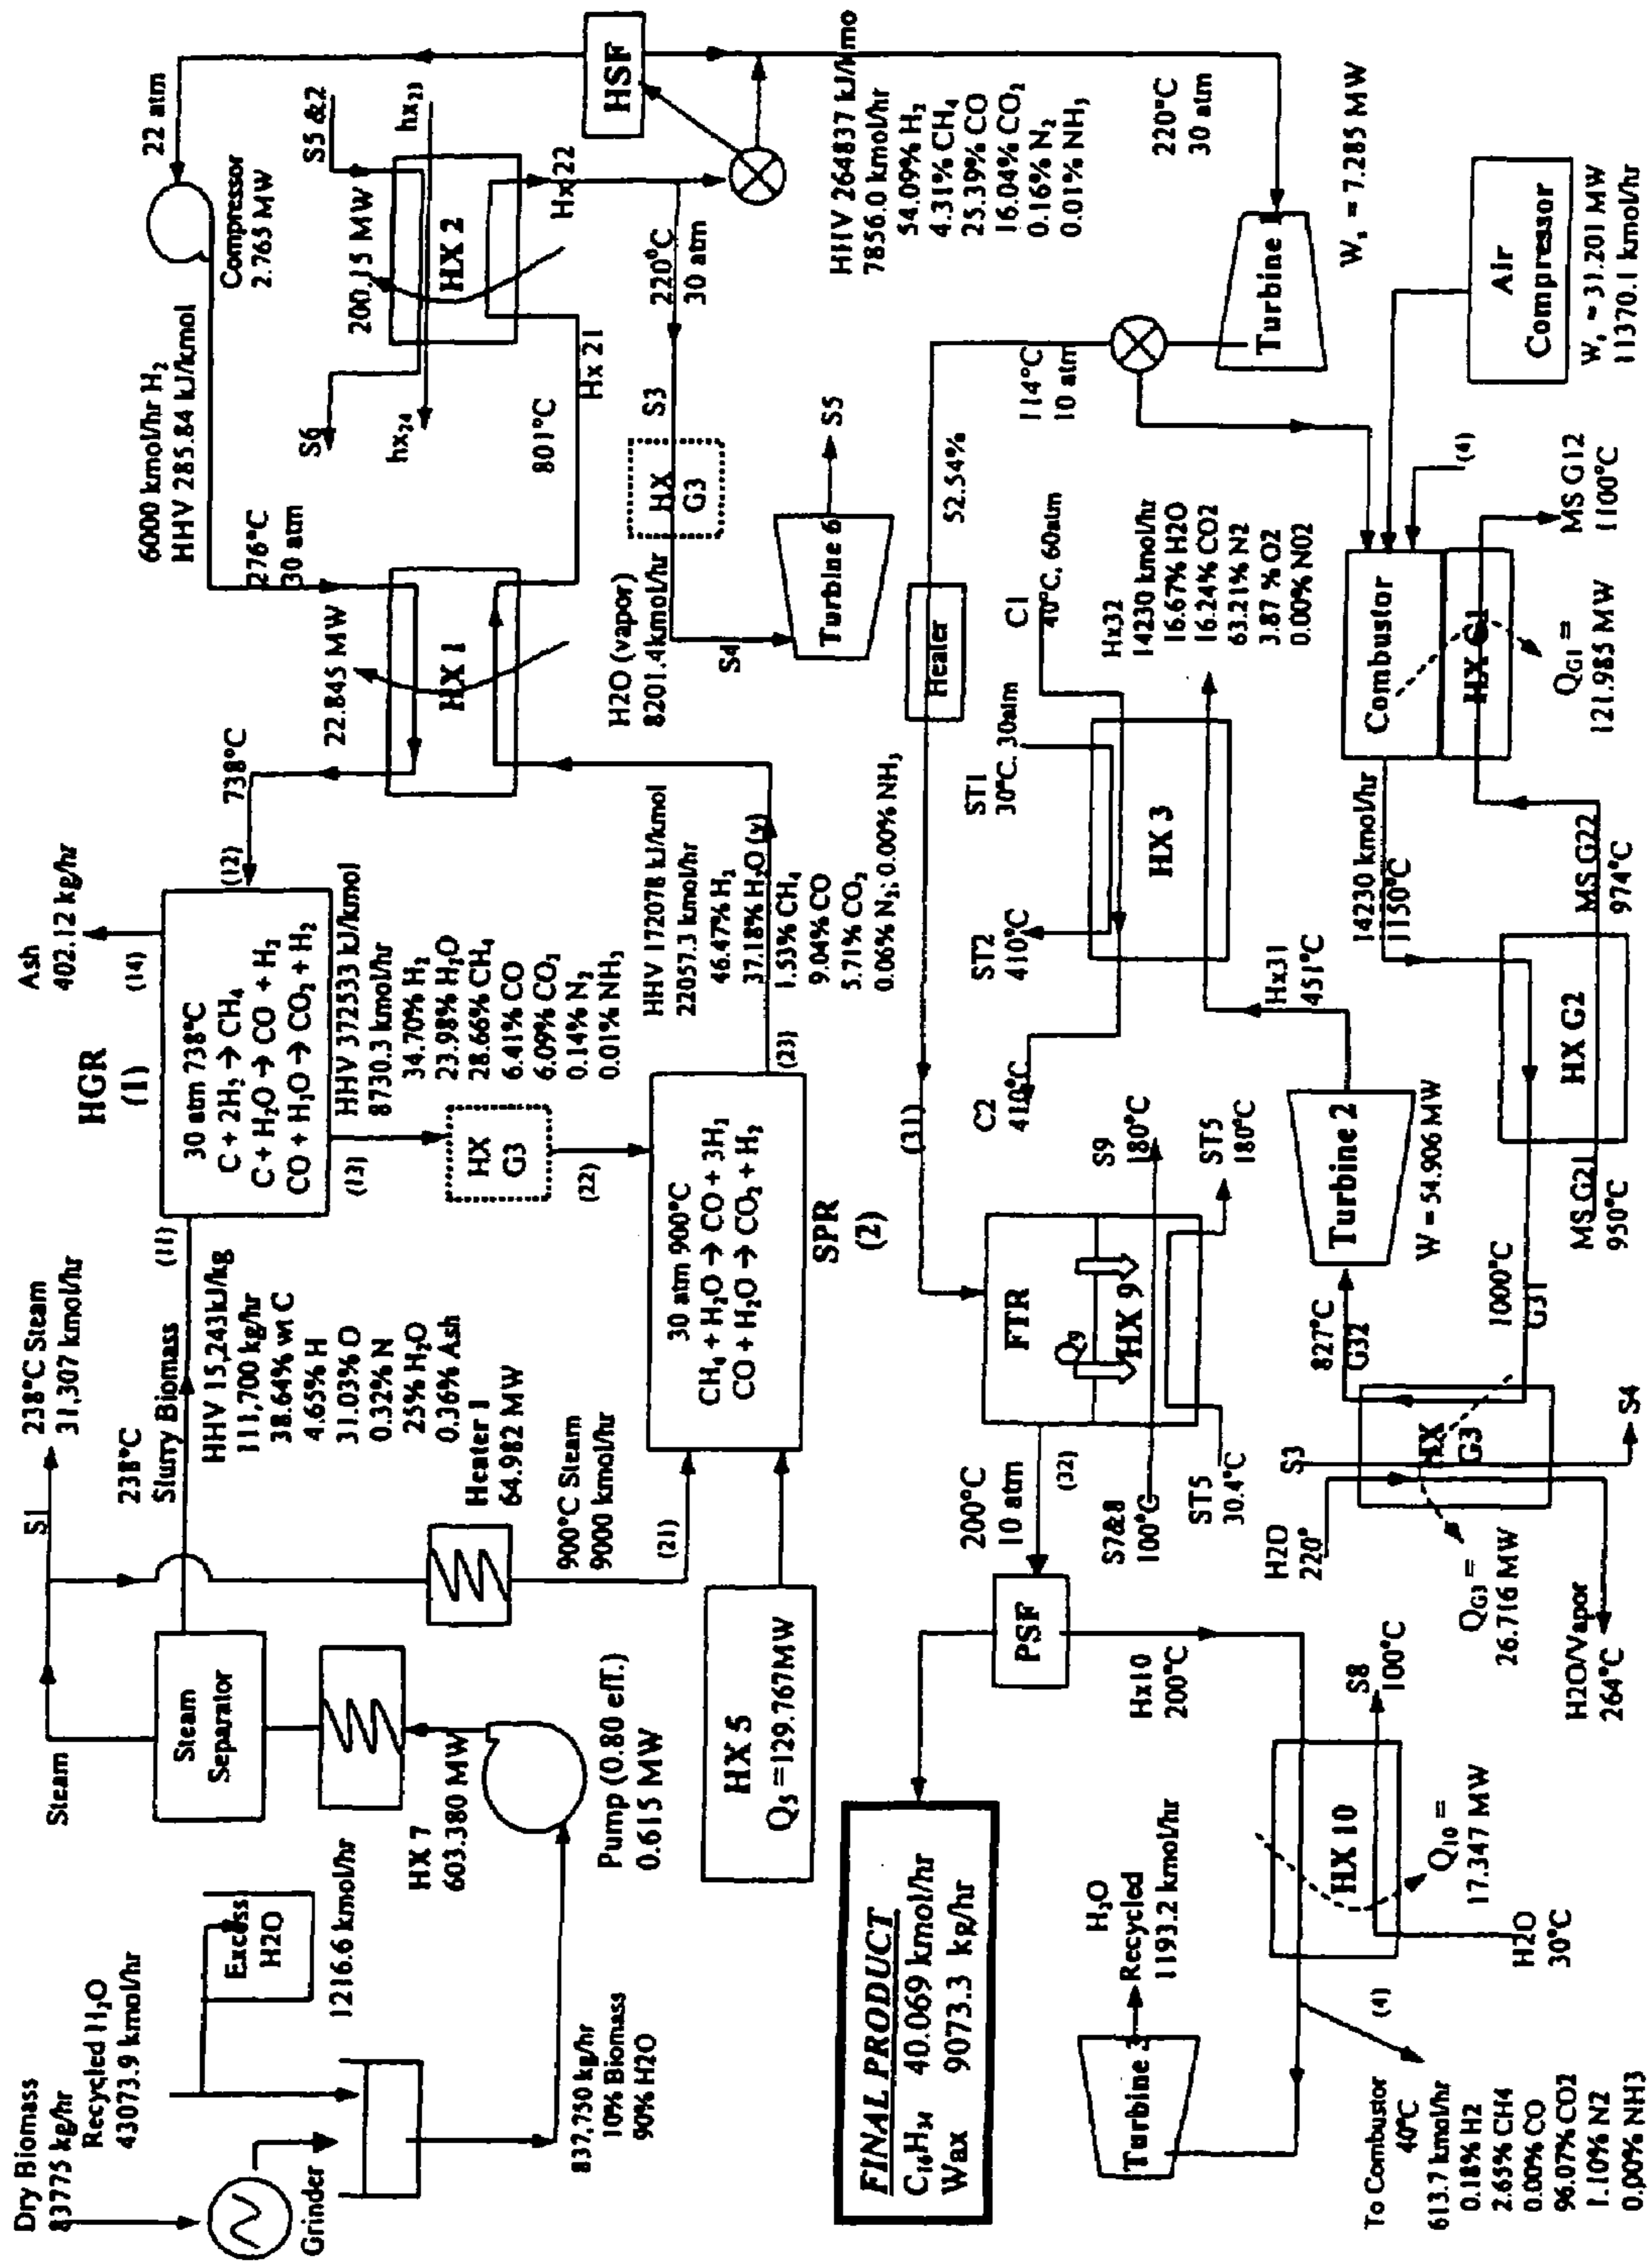 Dry Biomass
83775 kg/hr
Recycled H₂O
43073.9 kmol/hr
Grinder
Excess
H2O
1216.6 kmol/hr
837,750 kg/hr
10% Biomass
90% H2O
Pump (0.80 eff.)
0.615 MW
HX 7
603.380 MW
Steam
Separator
Steam
S1
238°C Steam
31,307 kmol/hr
238°C
Slurry Biomass
(11)
HHV 15,243kJ/kg
111,700 kg/hr
38.64% wt C
4.65% H
31.03% O
0.32% N
25% H₂O
0.36% Ash
Heater 1
64.982 MW
900°C Steam
9000 kmol/hr
(21)
HX 5
Q₅ = 129.767MW
HGR
(1)
30 atm 738°C
C + 2H₂ → CH₄
C + H₂O → CO + H₂
CO + H₂O → CO₂ + H₂
Ash
402.12 kg/hr
(14)
(12)
738°C
(13)
HHV 372533 kJ/kmol
8730.3 kmol/hr
34.70% H₂
23.98% H₂O
28.66% CH₄
6.41% CO
6.09% CO₂
0.14% N₂
0.01% NH₃
HX
G3
(22)
30 atm 900°C
CH₄ + H₂O → CO + 3H₂
CO + H₂O → CO₂ + H₂
SPR
(2)
(23)
HHV 172078 kJ/kmol
22057.3 kmol/hr
46.47% H₂
37.18% H₂O (v)
1.53% CH₄
9.04% CO
5.71% CO₂
0.06% N₂; 0.00% NH₃
HX 1
22.845 MW
276°C
30 atm
6000 kmol/hr H₂
HHV 285.84 kJ/kmol
801°C
Hx 21
Compressor
2.765 MW
22 atm
HX 2
200.15 MW
S5 &2
S6
hx₂₃
hx₂₄
Hx 22
HSF
220°C
30 atm
S3
HX
G3
H2O (vapor)
8201.4kmol/hr
S4
Turbine 6
S5
HHV 264837 kJ/kmo
7856.0 kmol/hr
54.09% H₂
4.31% CH₄
25.39% CO
16.04% CO₂
0.16% N₂
0.01% NH₃
220°C
30 atm
Turbine 1
Wₛ = 7.285 MW
114°C
10 atm
52.54%
Heater
(31)
FTR
Q₉
HX 9
S9
180°C
ST5
180°C
S7&8
100°G
ST5
30.4°C
200°C
10 atm
(32)
PSF
FINAL PRODUCT
C₁₆H₃₄ 40.069 kmol/hr
Wax 9073.3 kg/hr
Hx10
200°C
HX 10
S8
100°C
H2O
30°C
Q₁₀ =
17.347 MW
Turbine 3
H₂O
Recycled
1193.2 kmol/hr
(4)
To Combustor
40°C
613.7 kmol/hr
0.18% H2
2.65% CH4
0.00% CO
96.07% CO2
1.10% N2
0.00% NH3
C1
40°C, 60atm
ST1
30°C, 30atm
ST2
410°C
C2
410°C
HX 3
Hx32
14230 kmol/hr
16.67% H2O
16.24% CO2
63.21% N2
3.87 % O2
0.00% N02
Hx31
451°C
Turbine 2
W = 54.906 MW
827°C
G32
HX
G3
S3
S4
H2O
220°
Q_G3 =
26.716 MW
H2O/Vapor
264°C
1000°C
G31
HX G2
MS G21
950°C
MS G22
974°C
14230 kmol/hr
1150°C
Combustor
HX G1
Q_G1 =
121.985 MW
MS G12
1100°C
(4)
Air
Compressor
Wₛ = 31.201 MW
11370.1 kmol/hr